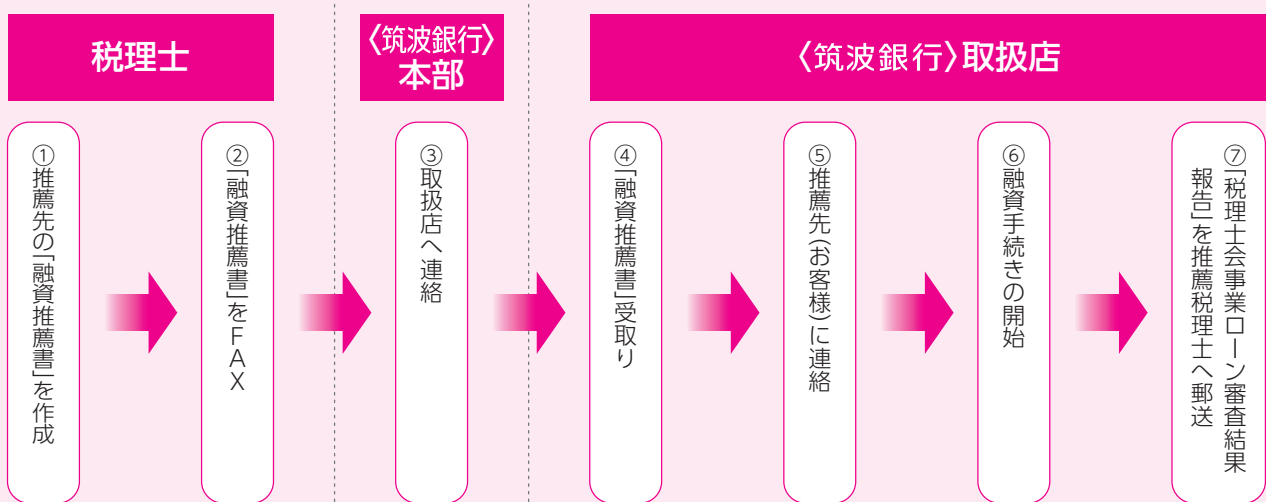 税理士
〈筑波銀行〉
本部
〈筑波銀行〉取扱店
①推薦先の「融資推薦書」を作成
②「融資推薦書」をFAX
③取扱店へ連絡
④「融資推薦書」受取り
⑤推薦先(お客様)に連絡
⑥融資手続きの開始
⑦「税理士会事業ローン審査結果
報告」を推薦税理士へ郵送